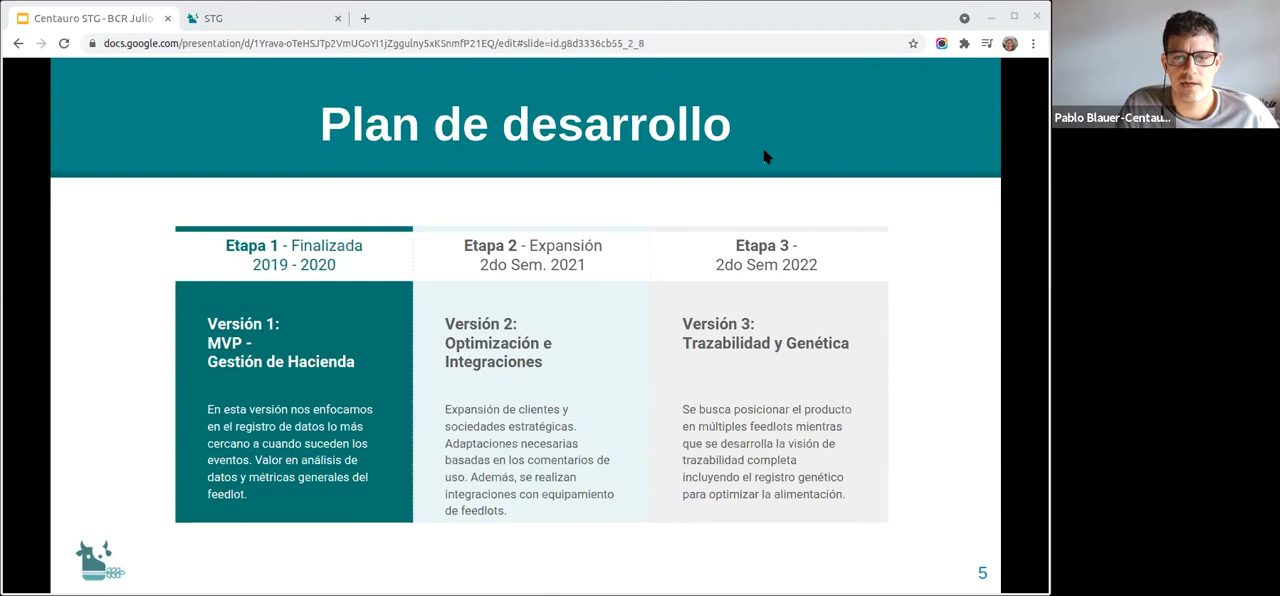 Centauro STG - BCR Julio
STG
docs.google.com/presentation/d/1Yrava-oTeHSJTp2VmUGoYI1jZggulny5xKSnmfP21EQ/edit#slide=id.g8d3336cb55_2_8
Pablo Blauer-Centau...
Plan de desarrollo
Etapa 1 - Finalizada
2019 - 2020
Versión 1:
MVP -
Gestión de Hacienda
En esta versión nos enfocamos
en el registro de datos lo más
cercano a cuando suceden los
eventos. Valor en análisis de
datos y métricas generales del
feedlot.
Etapa 2 - Expansión
2do Sem. 2021
Versión 2:
Optimización e
Integraciones
Expansión de clientes y
sociedades estratégicas.
Adaptaciones necesarias
basadas en los comentarios de
uso. Además, se realizan
integraciones con equipamiento
de feedlots.
Etapa 3 -
2do Sem 2022
Versión 3:
Trazabilidad y Genética
Se busca posicionar el producto
en múltiples feedlots mientras
que se desarrolla la visión de
trazabilidad completa
incluyendo el registro genético
para optimizar la alimentación.
5